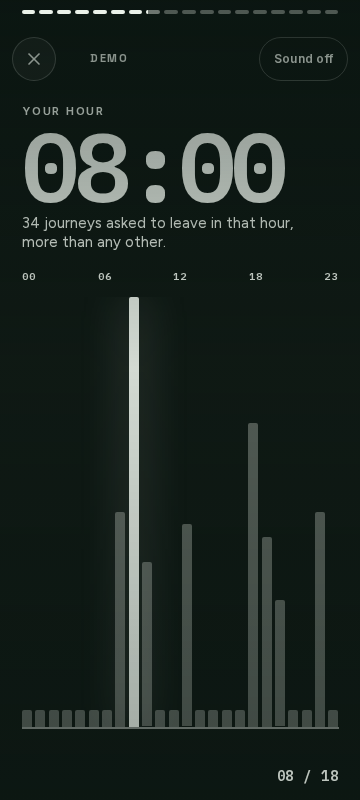 DEMO
Sound off
YOUR HOUR
08:00
34 journeys asked to leave in that hour,
more than any other.
00 06 12 18 23
08 / 18